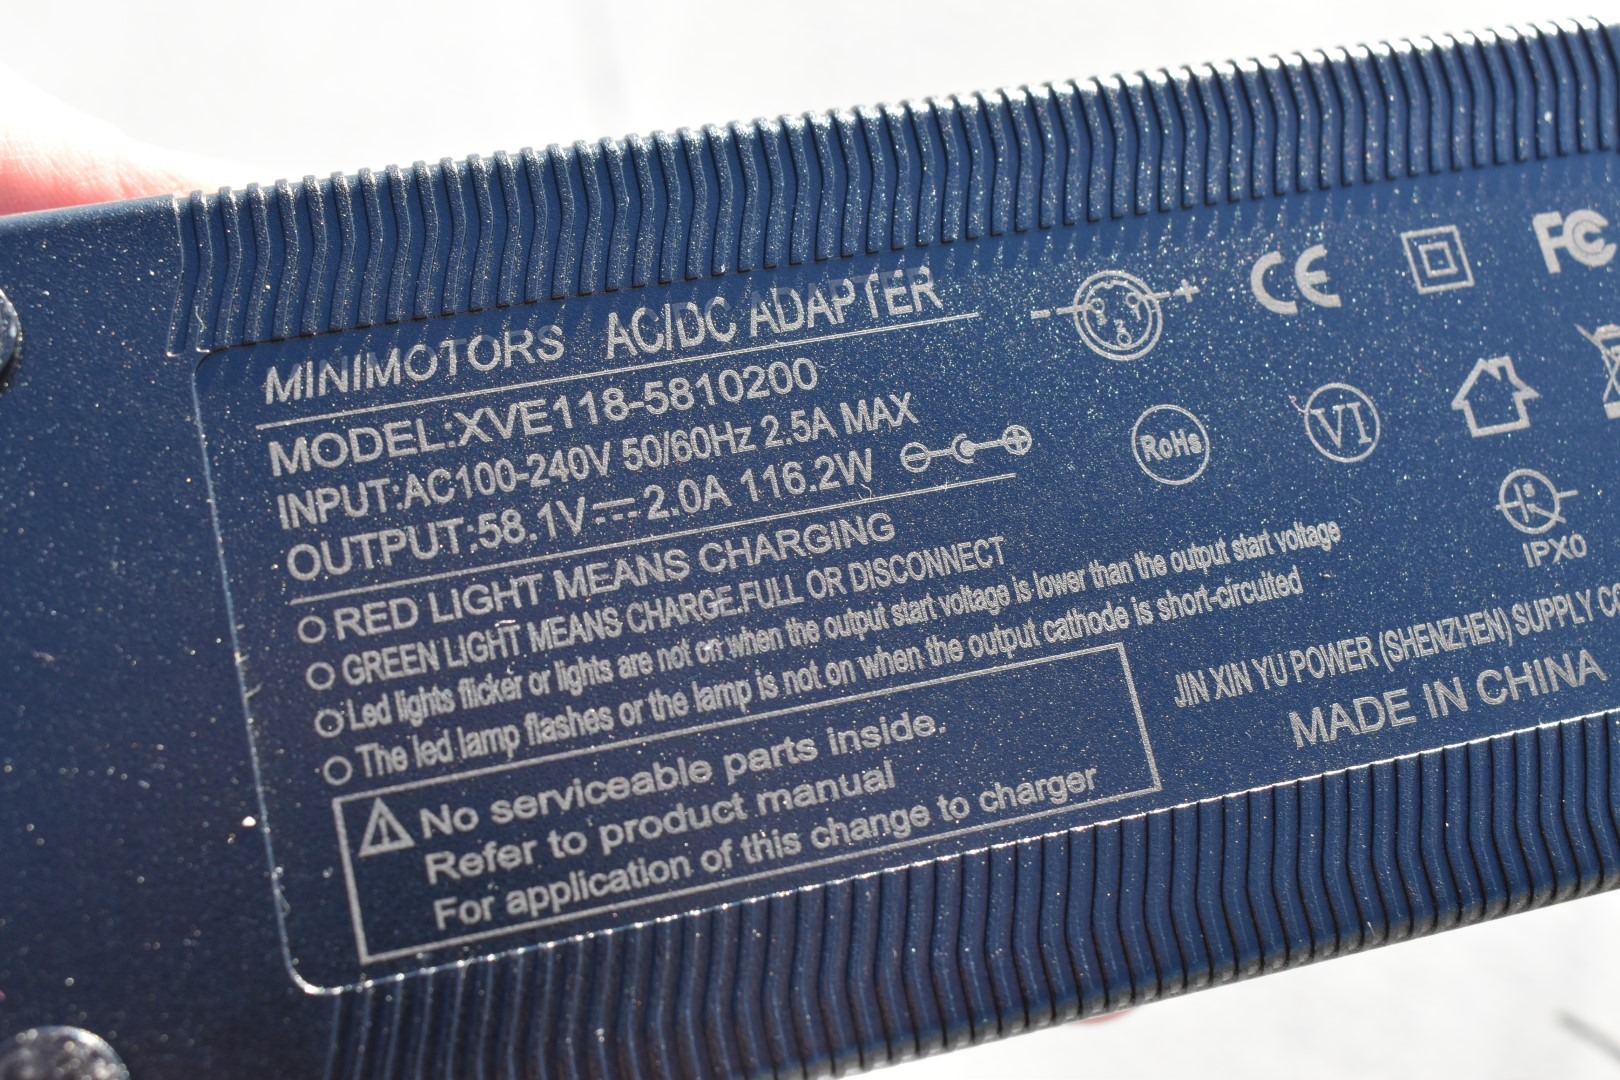 MINIMOTORS AC/DC ADAPTER
MODEL:XVE118-5810200
INPUT:AC100-240V 50/60Hz 2.5A MAX
OUTPUT:58.1V⎓2.0A 116.2W
RED LIGHT MEANS CHARGING
GREEN LIGHT MEANS CHARGE.FULL OR DISCONNECT
Led lights flicker or lights are not on when the output start voltage is lower than the output start voltage
The led lamp flashes or the lamp is not on when the output cathode is short-circuited
No serviceable parts inside.
Refer to product manual
For application of this change to charger
- +
CE
FC
RoHs
VI
IPX0
JIN XIN YU POWER (SHENZHEN) SUPPLY
MADE IN CHINA